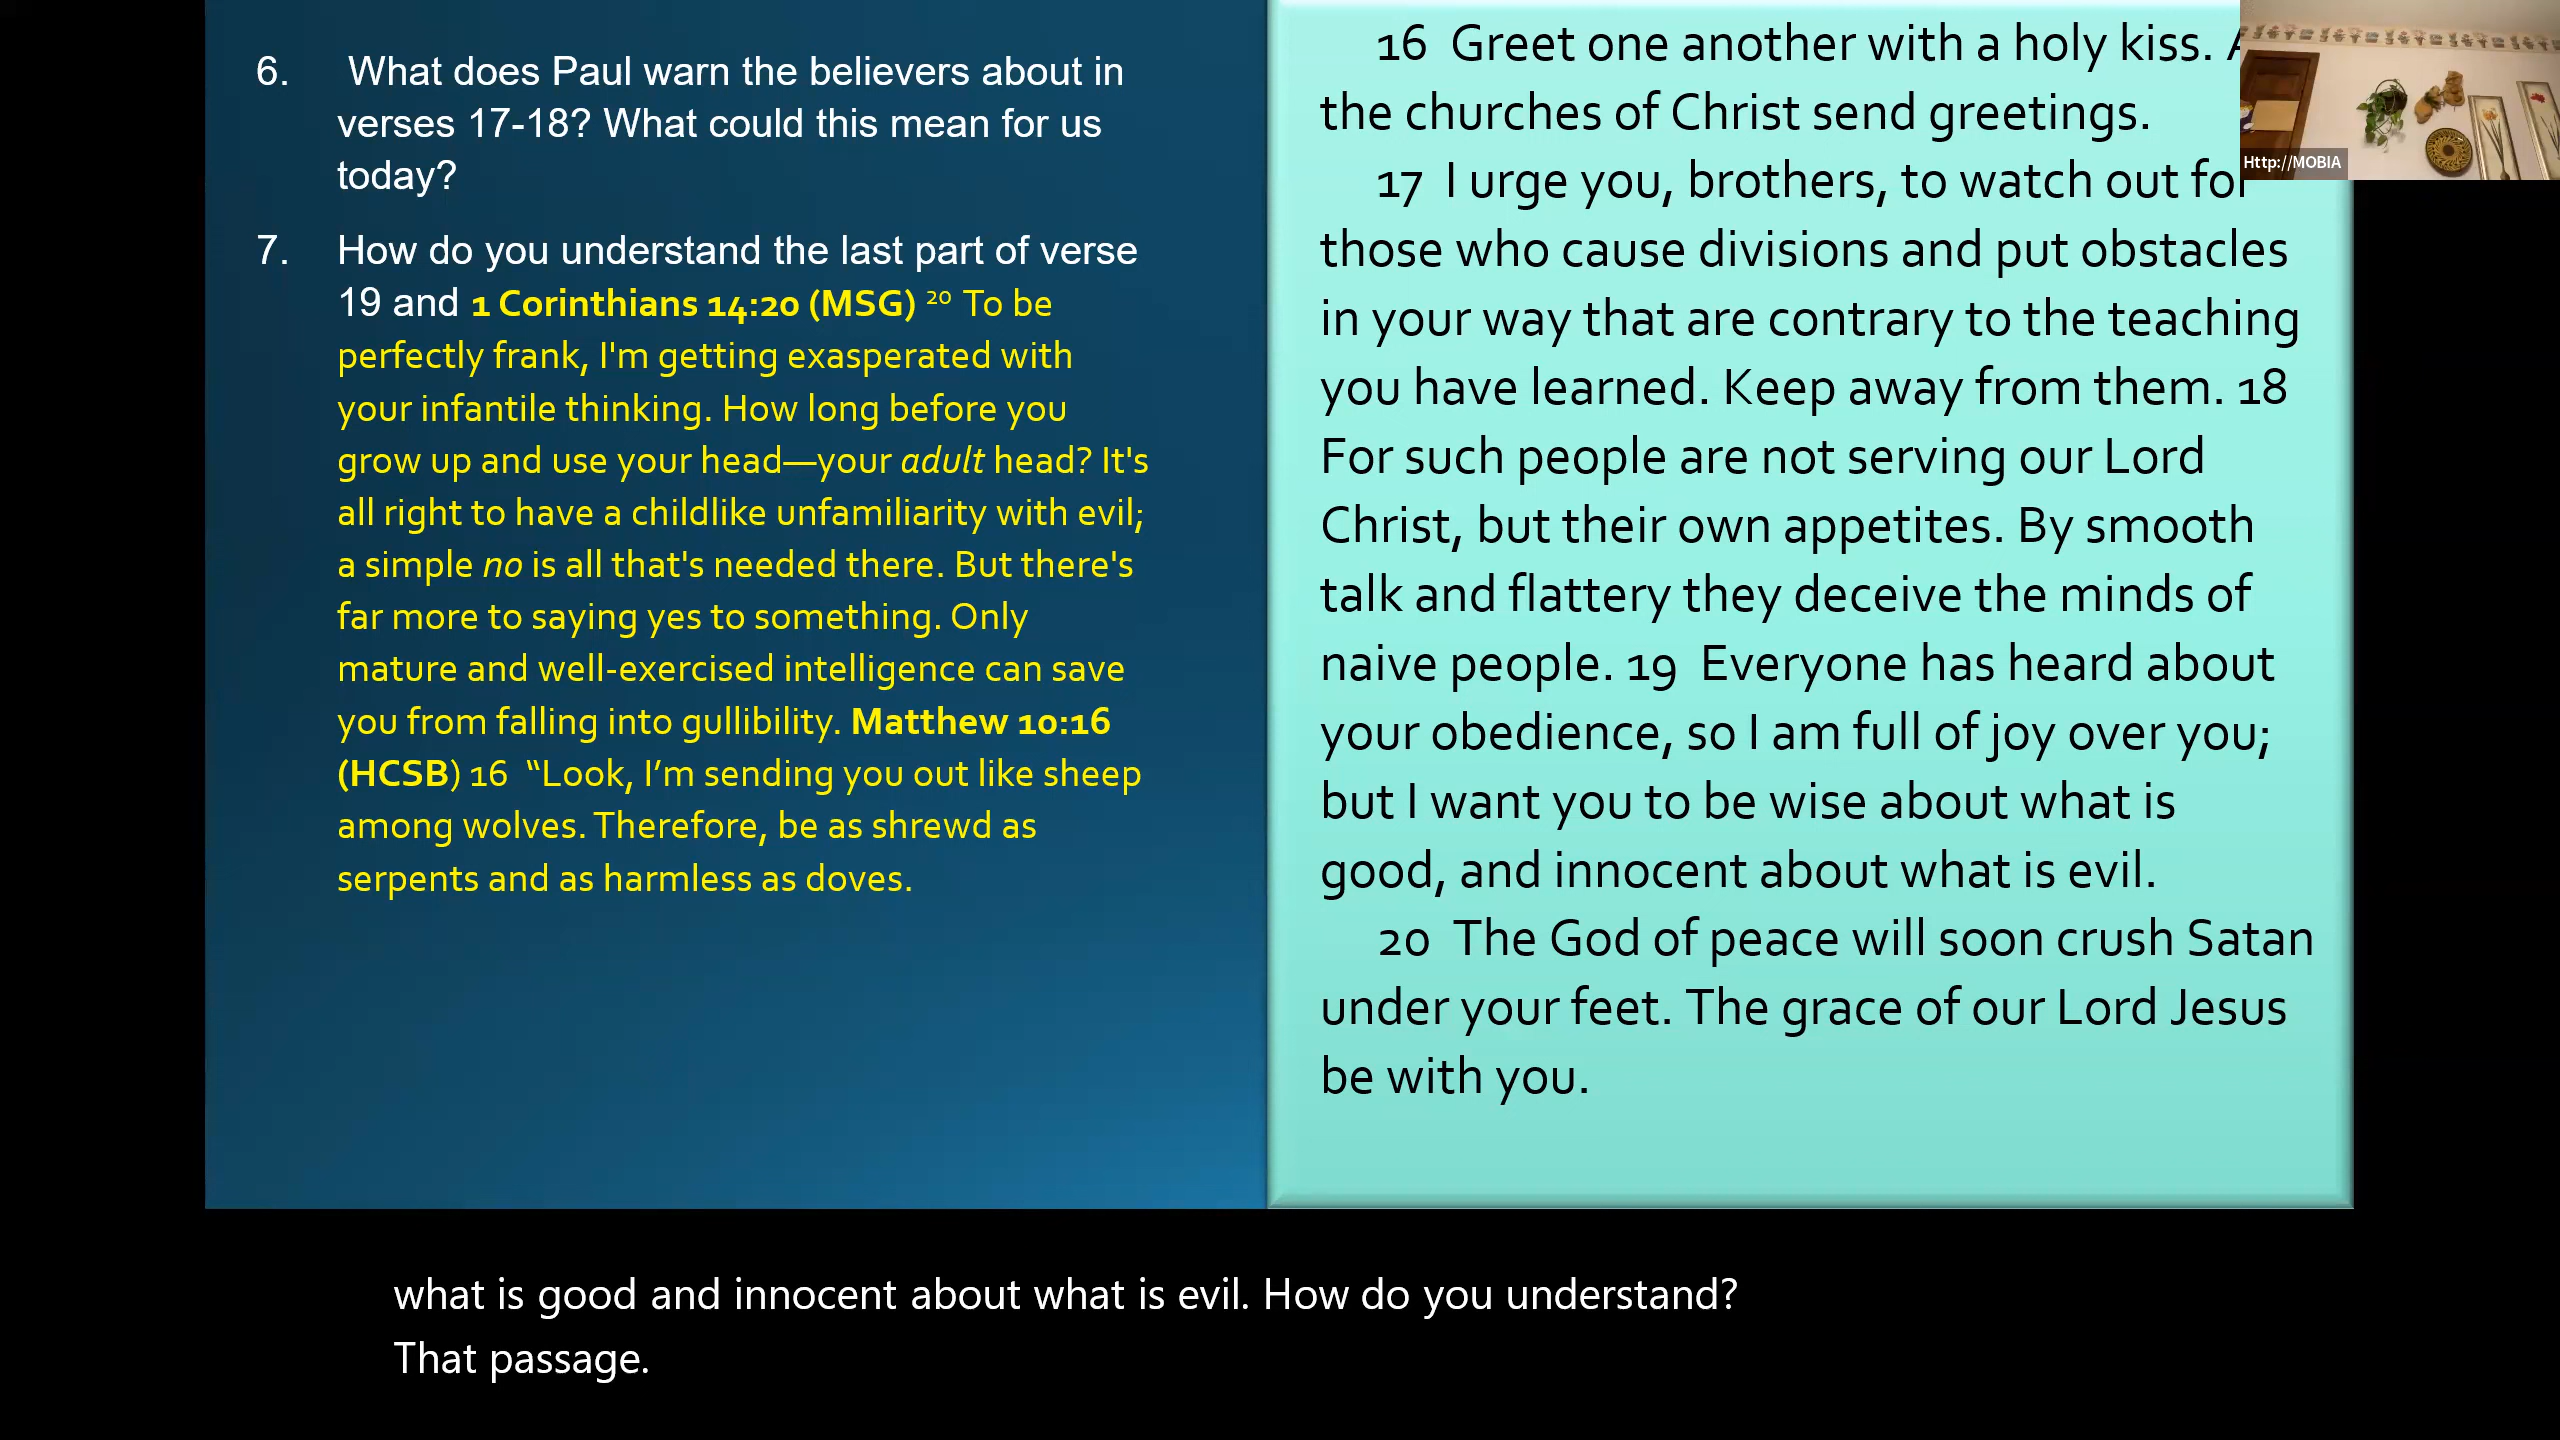 6. What does Paul warn the believers about in
verses 17-18? What could this mean for us
today?
7. How do you understand the last part of verse
19 and 1 Corinthians 14:20 (MSG) 20 To be
perfectly frank, I'm getting exasperated with
your infantile thinking. How long before you
grow up and use your head—your adult head? It's
all right to have a childlike unfamiliarity with evil;
a simple no is all that's needed there. But there's
far more to saying yes to something. Only
mature and well-exercised intelligence can save
you from falling into gullibility. Matthew 10:16
(HCSB) 16 “Look, I’m sending you out like sheep
among wolves. Therefore, be as shrewd as
serpents and as harmless as doves.
16 Greet one another with a holy kiss.
the churches of Christ send greetings.
17 I urge you, brothers, to watch out for
those who cause divisions and put obstacles
in your way that are contrary to the teaching
you have learned. Keep away from them. 18
For such people are not serving our Lord
Christ, but their own appetites. By smooth
talk and flattery they deceive the minds of
naive people. 19 Everyone has heard about
your obedience, so I am full of joy over you;
but I want you to be wise about what is
good, and innocent about what is evil.
20 The God of peace will soon crush Satan
under your feet. The grace of our Lord Jesus
be with you.
Http://MOBIA
what is good and innocent about what is evil. How do you understand?
That passage.